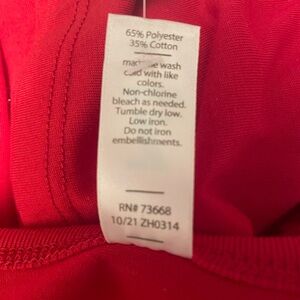 65% Polyester
35% Cotton
machine wash
cold with like
colors.
Non-chlorine
bleach as needed.
Tumble dry low.
Low iron.
Do not iron
embellishments.
RN# 73668
10/21 ZH0314